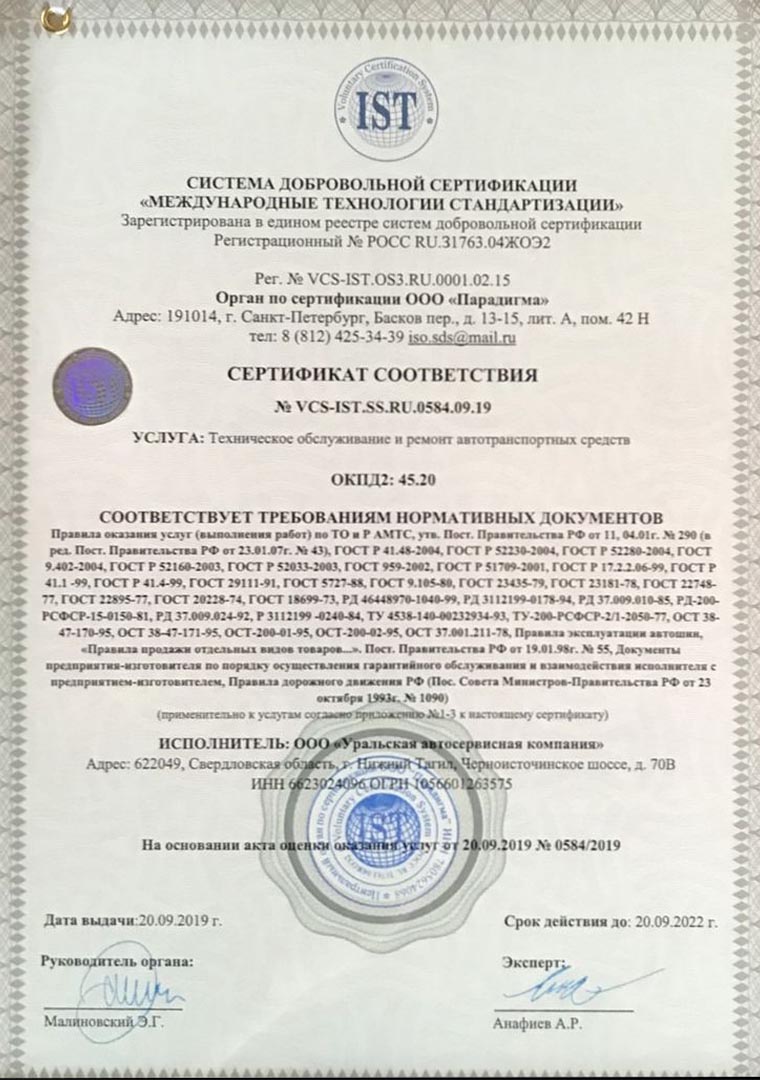 Voluntary Certification System
IST
СИСТЕМА ДОБРОВОЛЬНОЙ СЕРТИФИКАЦИИ
«МЕЖДУНАРОДНЫЕ ТЕХНОЛОГИИ СТАНДАРТИЗАЦИИ»
Зарегистрирована в едином реестре систем добровольной сертификации
Регистрационный № РОСС RU.31763.04ЖОЭ2
Рег. № VCS-IST.OS3.RU.0001.02.15
Орган по сертификации ООО «Парадигма»
Адрес: 191014, г. Санкт-Петербург, Басков пер., д. 13-15, лит. А, пом. 42 Н
тел: 8 (812) 425-34-39 iso.sds@mail.ru
СЕРТИФИКАТ СООТВЕТСТВИЯ
№ VCS-IST.SS.RU.0584.09.19
УСЛУГА: Техническое обслуживание и ремонт автотранспортных средств
ОКПД2: 45.20
СООТВЕТСТВУЕТ ТРЕБОВАНИЯМ НОРМАТИВНЫХ ДОКУМЕНТОВ
Правила оказания услуг (выполнения работ) по ТО и Р АМТС, утв. Пост. Правительства РФ от 11, 04.01г. № 290 (в
ред. Пост. Правительства РФ от 23.01.07г. № 43), ГОСТ Р 41.48-2004, ГОСТ Р 52230-2004, ГОСТ Р 52280-2004, ГОСТ
9.402-2004, ГОСТ Р 52160-2003, ГОСТ Р 52033-2003, ГОСТ 959-2002, ГОСТ Р 51709-2001, ГОСТ Р 17.2.2.06-99, ГОСТ Р
41.1 -99, ГОСТ Р 41.4-99, ГОСТ 29111-91, ГОСТ 5727-88, ГОСТ 9.105-80, ГОСТ 23435-79, ГОСТ 23181-78, ГОСТ 22748-
77, ГОСТ 22895-77, ГОСТ 20228-74, ГОСТ 18699-73, РД 46448970-1040-99, РД 3112199-0178-94, РД 37.009.010-85, РД-200-
РСФСР-15-0150-81, РД 37.009.024-92, Р 3112199 -0240-84, ТУ 4538-140-00232934-93, ТУ-200-РСФСР-2/1-2050-77, ОСТ 38-
47-170-95, ОСТ 38-47-171-95, ОСТ-200-01-95, ОСТ-200-02-95, ОСТ 37.001.211-78, Правила эксплуатации автошин,
«Правила продажи отдельных видов товаров...». Пост. Правительства РФ от 19.01.98г. № 55, Документы
предприятия-изготовителя по порядку осуществления гарантийного обслуживания и взаимодействия исполнителя с
предприятием-изготовителем, Правила дорожного движения РФ (Пос. Совета Министров-Правительства РФ от 23
октября 1993г. № 1090)
(применительно к услугам согласно приложению №1-3 к настоящему сертификату)
ИСПОЛНИТЕЛЬ: ООО «Уральская автосервисная компания»
Адрес: 622049, Свердловская область, г. Нижний Тагил, Черноисточинское шоссе, д. 70В
ИНН 6623024096 ОГРН 1056601263575
IST
На основании акта оценки оказания услуг от 20.09.2019 № 0584/2019
Дата выдачи:20.09.2019 г.
Срок действия до: 20.09.2022 г.
Руководитель органа:
Эксперт:
Малиновский Э.Г.
Анафиев А.Р.